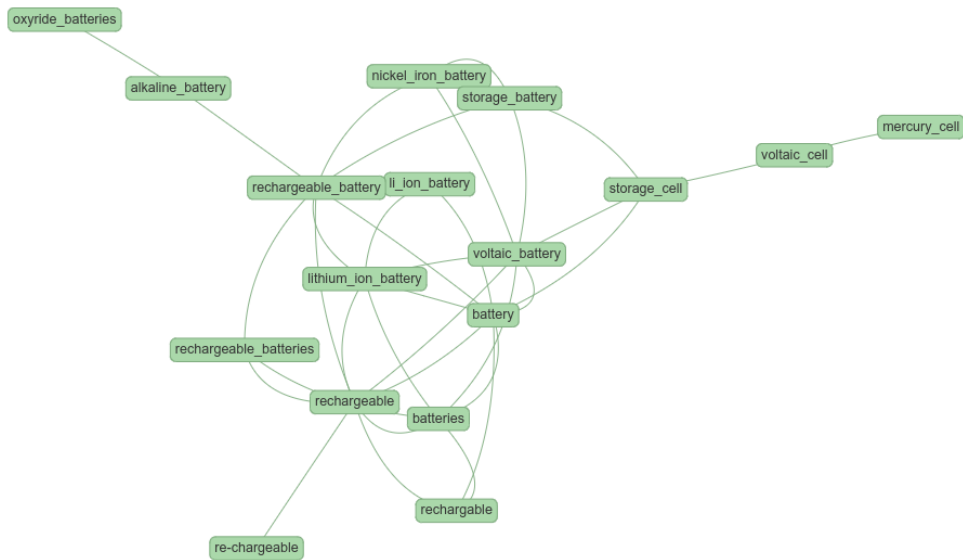 oxyride_batteries
nickel_iron_battery
alkaline_battery
storage_battery
mercury_cell
voltaic_cell
rechargeable_battery
li_ion_battery
storage_cell
voltaic_battery
lithium_ion_battery
battery
rechargeable_batteries
rechargeable
batteries
rechargable
re-chargeable